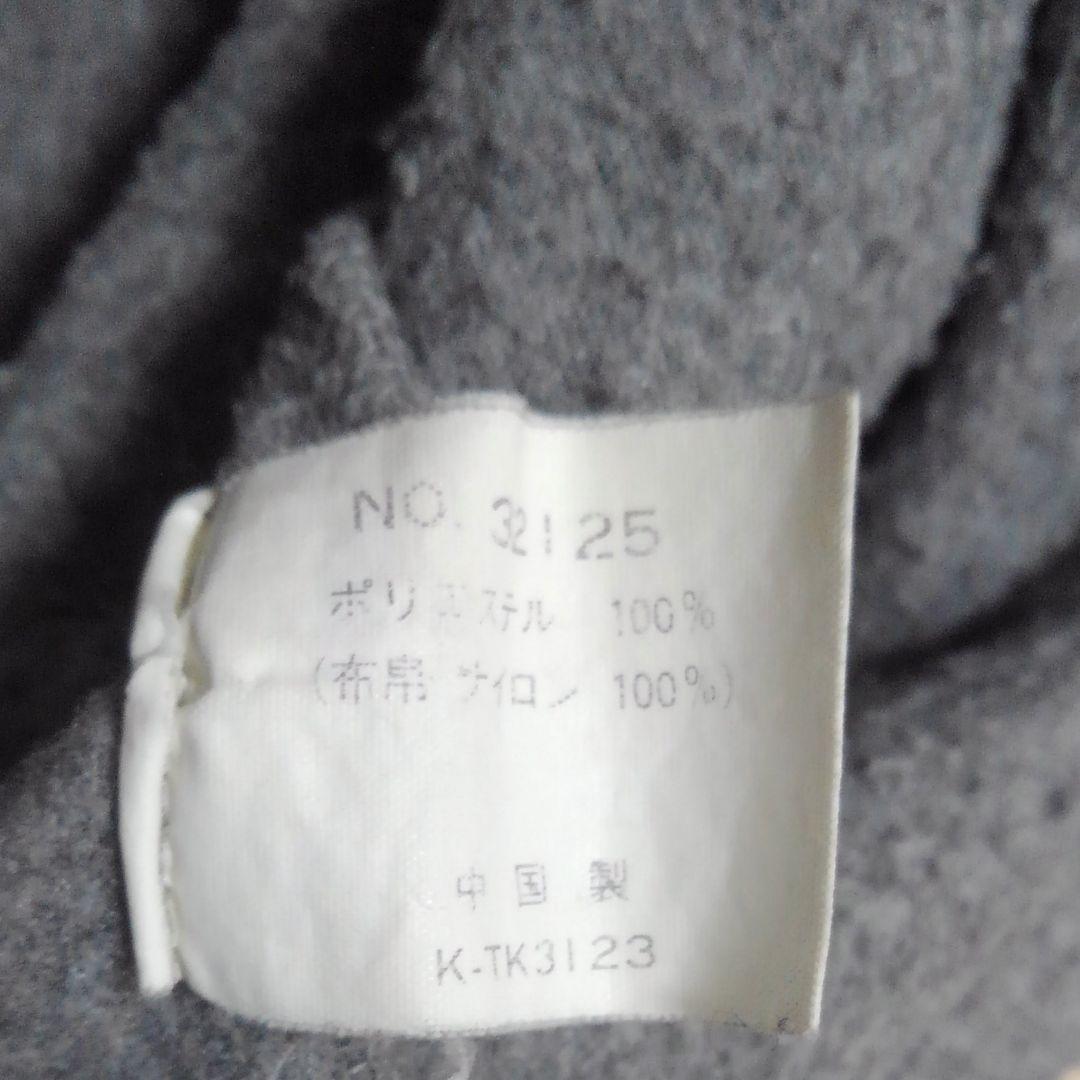 NO. 32125
ポリエステル 100%
(布帛 ナイロン 100%)
中国製
K-TK3123